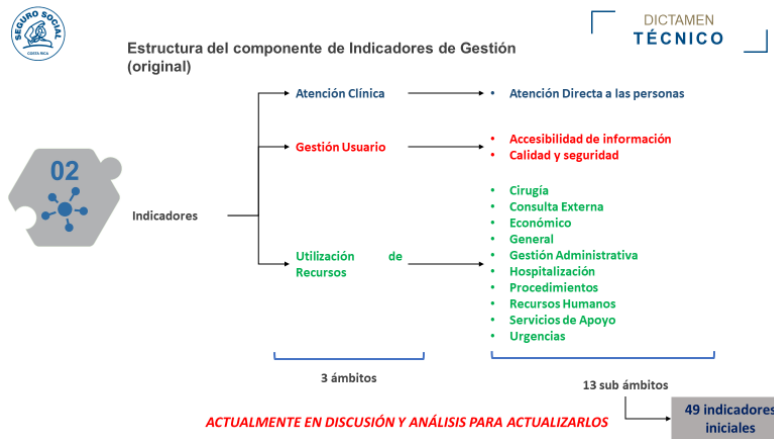 SEGURO SOCIAL
COSTA RICA
DICTAMEN
TÉCNICO
Estructura del componente de Indicadores de Gestión
(original)
02
Indicadores
Atención Clínica
• Atención Directa a las personas
Gestión Usuario
• Accesibilidad de información
• Calidad y seguridad
Utilización de
Recursos
• Cirugía
• Consulta Externa
• Económico
• General
• Gestión Administrativa
• Hospitalización
• Procedimientos
• Recursos Humanos
• Servicios de Apoyo
• Urgencias
3 ámbitos
13 sub ámbitos
49 indicadores
iniciales
ACTUALMENTE EN DISCUSIÓN Y ANÁLISIS PARA ACTUALIZARLOS